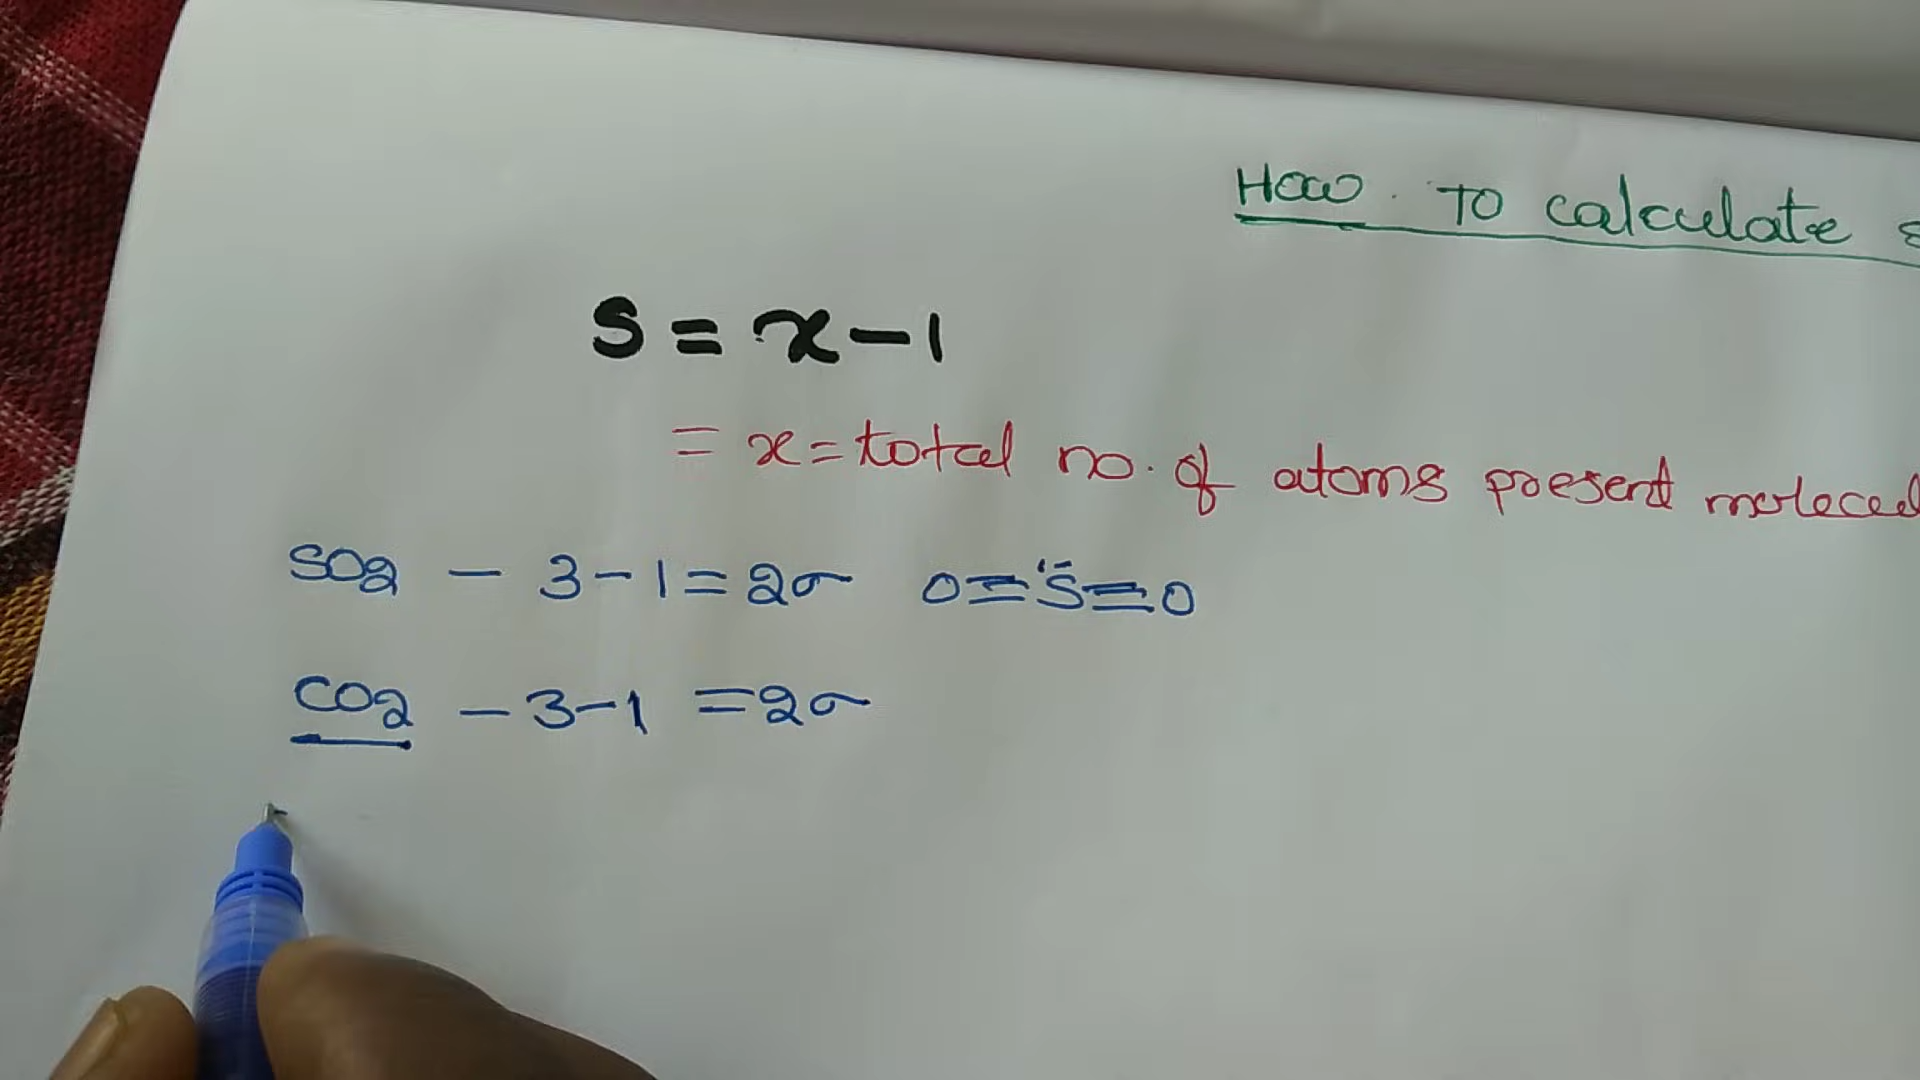 How To calculate
S = x - 1
= x = total no. of atoms present
SO2 - 3 - 1 = 2σ O=S̈=O
CO2 - 3 - 1 = 2σ